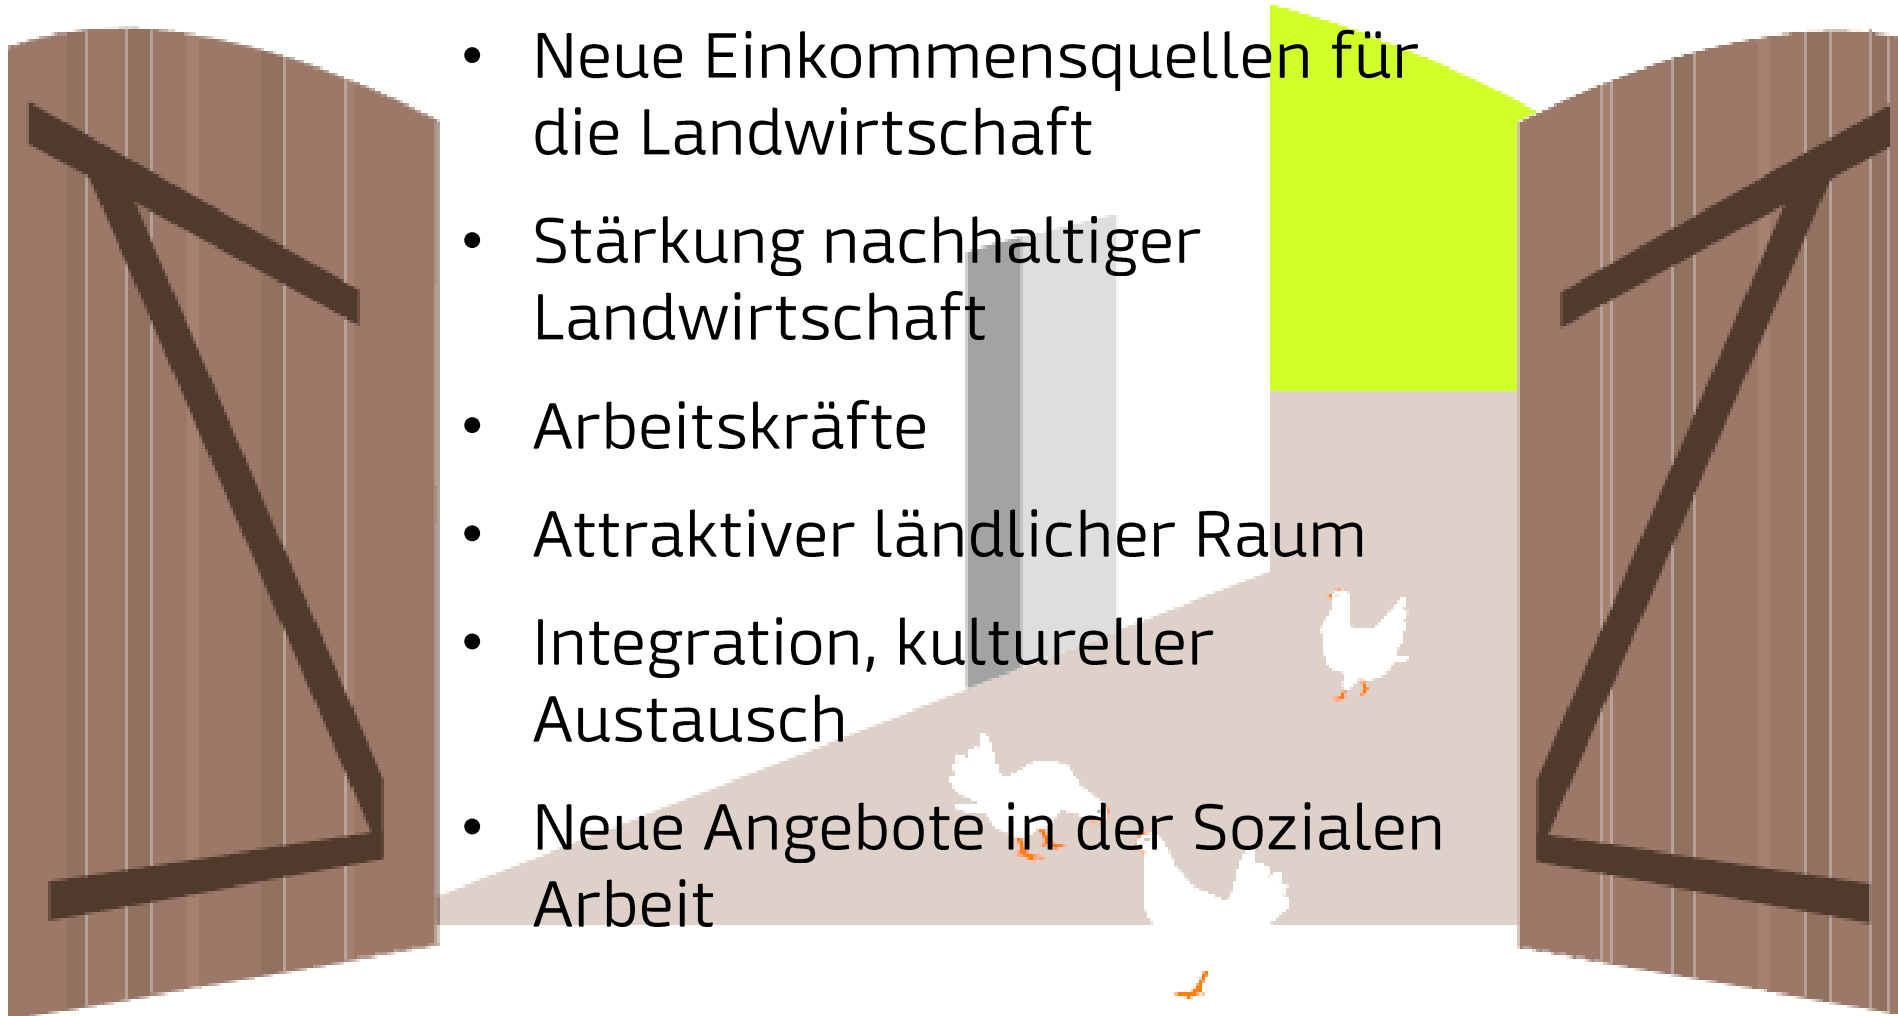 • Neue Einkommensquellen für
die Landwirtschaft
• Stärkung nachhaltiger
Landwirtschaft
• Arbeitskräfte
• Attraktiver ländlicher Raum
• Integration, kultureller
Austausch
• Neue Angebote in der Sozialen
Arbeit